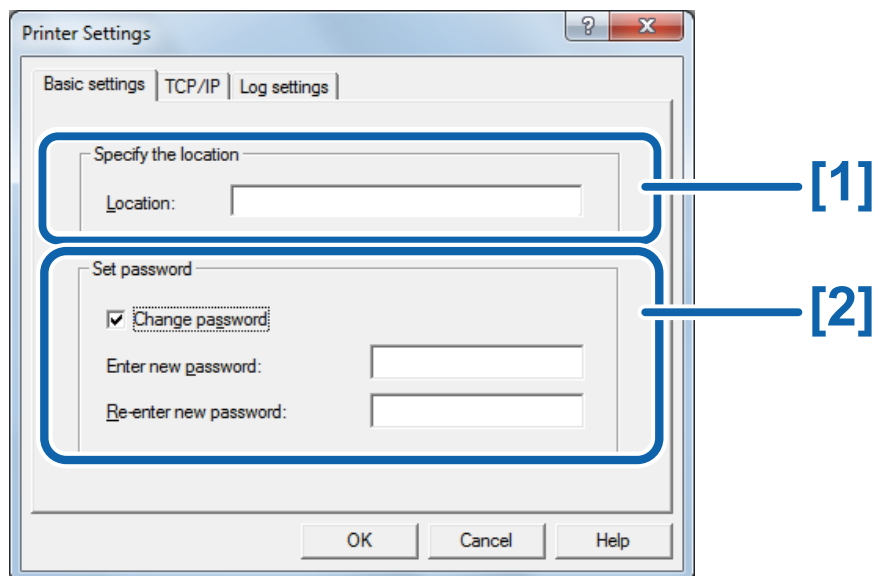 Printer Settings
?
X
Basic settings TCP/IP Log settings
Specify the location
Location:
[1]
Set password
Change password
[2]
Enter new password:
Re-enter new password:
OK Cancel Help